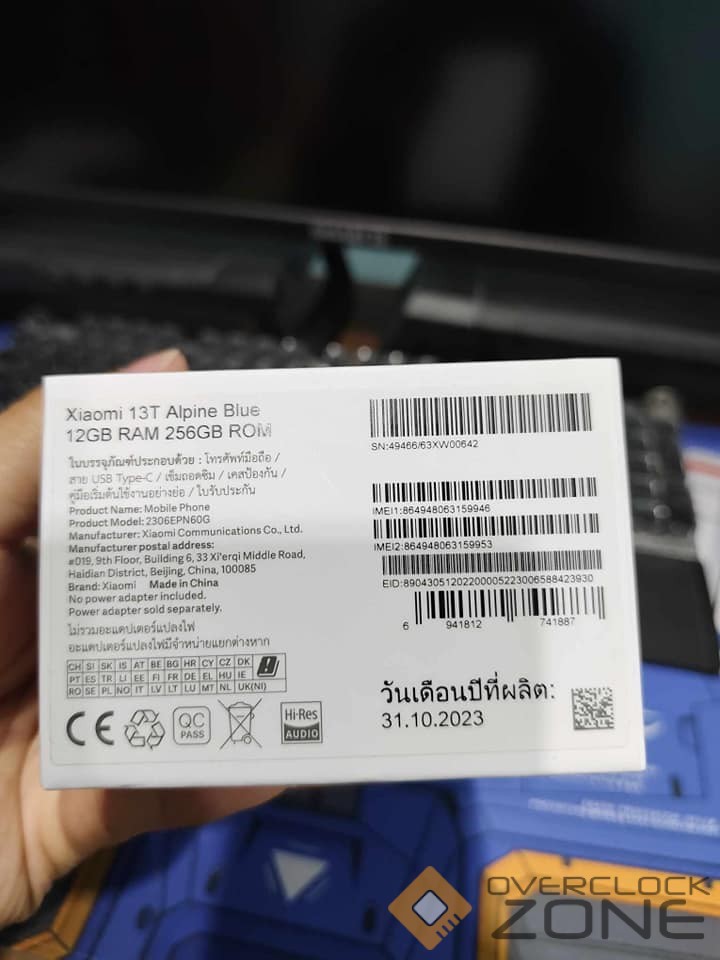 Xiaomi 13T Alpine Blue
12GB RAM 256GB ROM
ในบรรจุภัณฑ์ประกอบด้วย : โทรศัพท์มือถือ /
สาย USB Type-C / เข็มถอดซิม / เคสป้องกัน /
คู่มือเริ่มต้นใช้งานอย่างย่อ / ใบรับประกัน
Product Name: Mobile Phone
Product Model: 2306EPN60G
Manufacturer: Xiaomi Communications Co., Ltd.
Manufacturer postal address:
#019, 9th Floor, Building 6, 33 Xi'erqi Middle Road,
Haidian District, Beijing, China, 100085
Brand: Xiaomi Made in China
No power adapter included.
Power adapter sold separately.
ไม่รวมอะแดปเตอร์แปลงไฟ
อะแดปเตอร์แปลงไฟมีจำหน่ายแยกต่างหาก
CH SI SK IS AT BE BG HR CY CZ DK
PT ES TR LI EE FI FR DE EL HU IE
RO SE PL NO IT LV LT LU MT NL UK(NI)
CE
QC
PASS
Hi-Res
AUDIO
SN:49466/63XW00642
IMEI1:864948063159946
IMEI2:864948063159953
EID:89043051202200005223006588423930
6 941812 741887
วันเดือนปีที่ผลิต:
31.10.2023
OVERCLOCK
ZONE